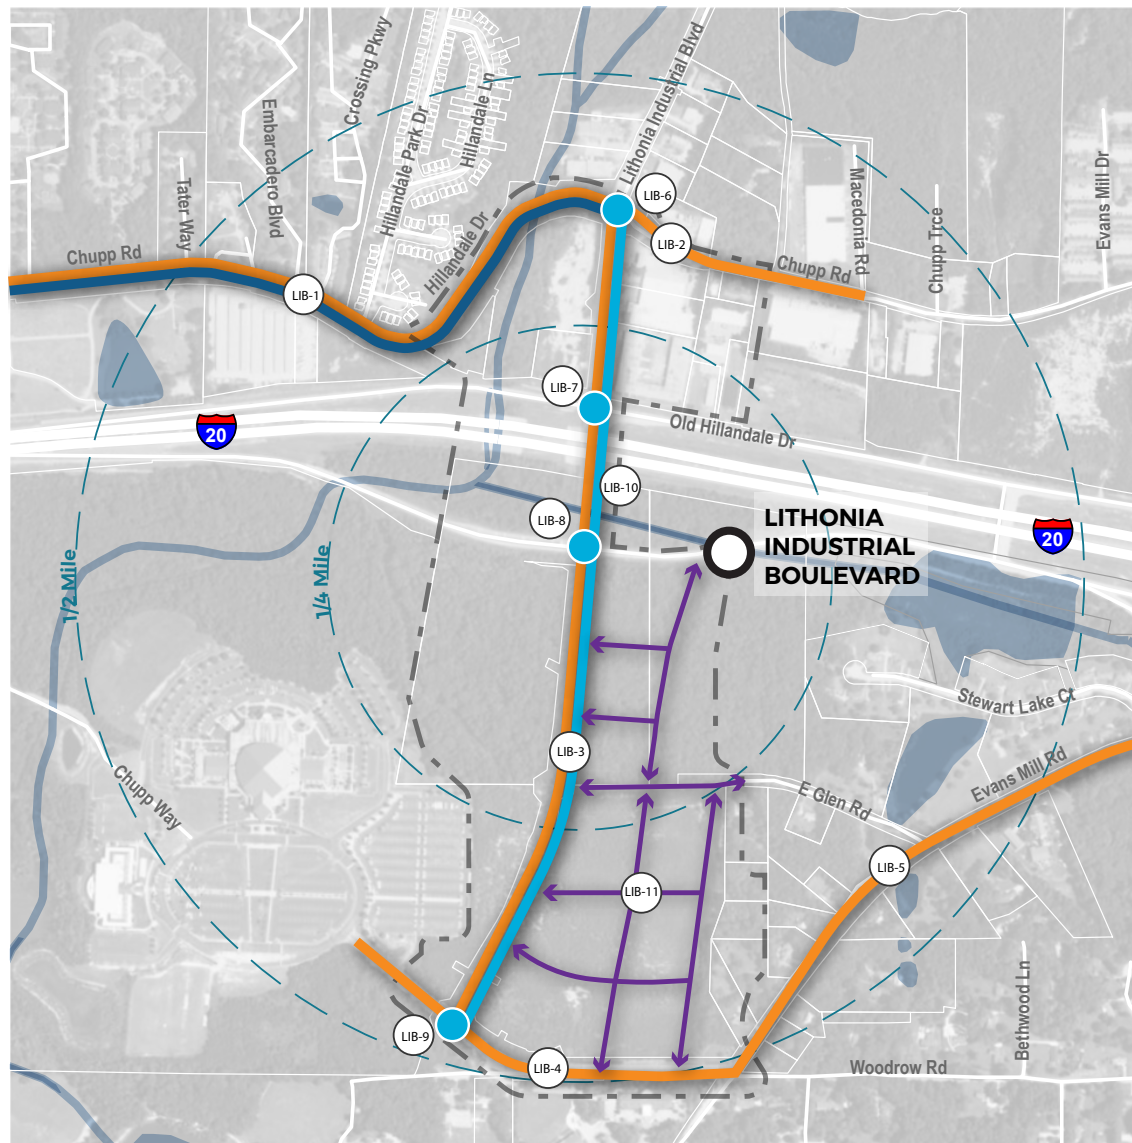 Lithonia Industrial Blvd
Crossing Pkwy
Hillandale Ln
Hillandale Park Dr
Embarcadero Blvd
Tater Way
Evans Mill Dr
Macedonia Rd
Chupp Trce
LIB-6
LIB-2
Chupp Rd
Hillandale Dr
Chupp Rd
LIB-1
LIB-7
20
Old Hillandale Dr
LIB-10
LIB-8
LITHONIA
INDUSTRIAL
BOULEVARD
20
1/2 Mile
1/4 Mile
Stewart Lake Ct
LIB-3
Evans Mill Rd
Chupp Way
E Glen Rd
LIB-5
LIB-11
Bethwood Ln
LIB-9
LIB-4
Woodrow Rd